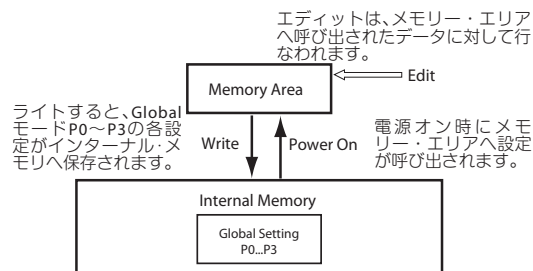 エディットは、メモリー・エリア
へ呼び出されたデータに対して行
なわれます。
Edit
Memory Area
ライトすると、Global
モードP0〜P3の各設
定がインターナル・メ
モリへ保存されます。
Write
Power On
電源オン時にメモ
リー・エリアへ設定
が呼び出されます。
Internal Memory
Global Setting
P0...P3